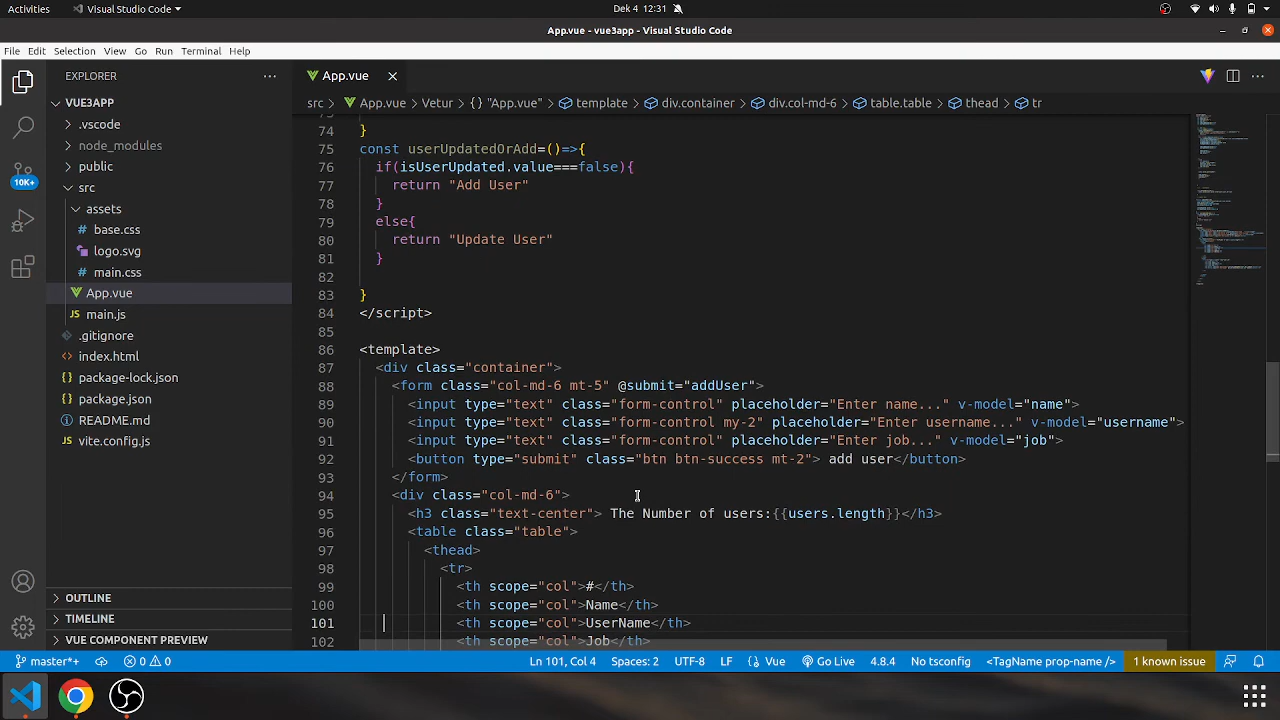 Activities
Visual Studio Code
Dek 4 12:31
App.vue - vue3app - Visual Studio Code
File Edit Selection View Go Run Terminal Help
EXPLORER
App.vue
VUE3APP
src
App.vue
Vetur
{} "App.vue"
template
div.container
div.col-md-6
table.table
thead
tr
.vscode
node_modules
public
src
assets
base.css
logo.svg
main.css
App.vue
main.js
.gitignore
index.html
package-lock.json
package.json
README.md
vite.config.js
10K+
OUTLINE
TIMELINE
VUE COMPONENT PREVIEW
74 }
75 const userUpdatedOrAdd=()=>{
76 if(isUserUpdated.value===false){
77 return "Add User"
78 }
79 else{
80 return "Update User"
81 }
82
83 }
84 </script>
85
86 <template>
87 <div class="container">
88 <form class="col-md-6 mt-5" @submit="addUser">
89 <input type="text" class="form-control" placeholder="Enter name..." v-model="name">
90 <input type="text" class="form-control my-2" placeholder="Enter username..." v-model="username">
91 <input type="text" class="form-control" placeholder="Enter job..." v-model="job">
92 <button type="submit" class="btn btn-success mt-2"> add user</button>
93 </form>
94 <div class="col-md-6">
95 <h3 class="text-center"> The Number of users:{{users.length}}</h3>
96 <table class="table">
97 <thead>
98 <tr>
99 <th scope="col">#</th>
100 <th scope="col">Name</th>
101 <th scope="col">UserName</th>
102 <th scope="col">Job</th>
master*+
0 0
Ln 101, Col 4
Spaces: 2
UTF-8
LF
Vue
Go Live
4.8.4
No tsconfig
<TagName prop-name />
1 known issue